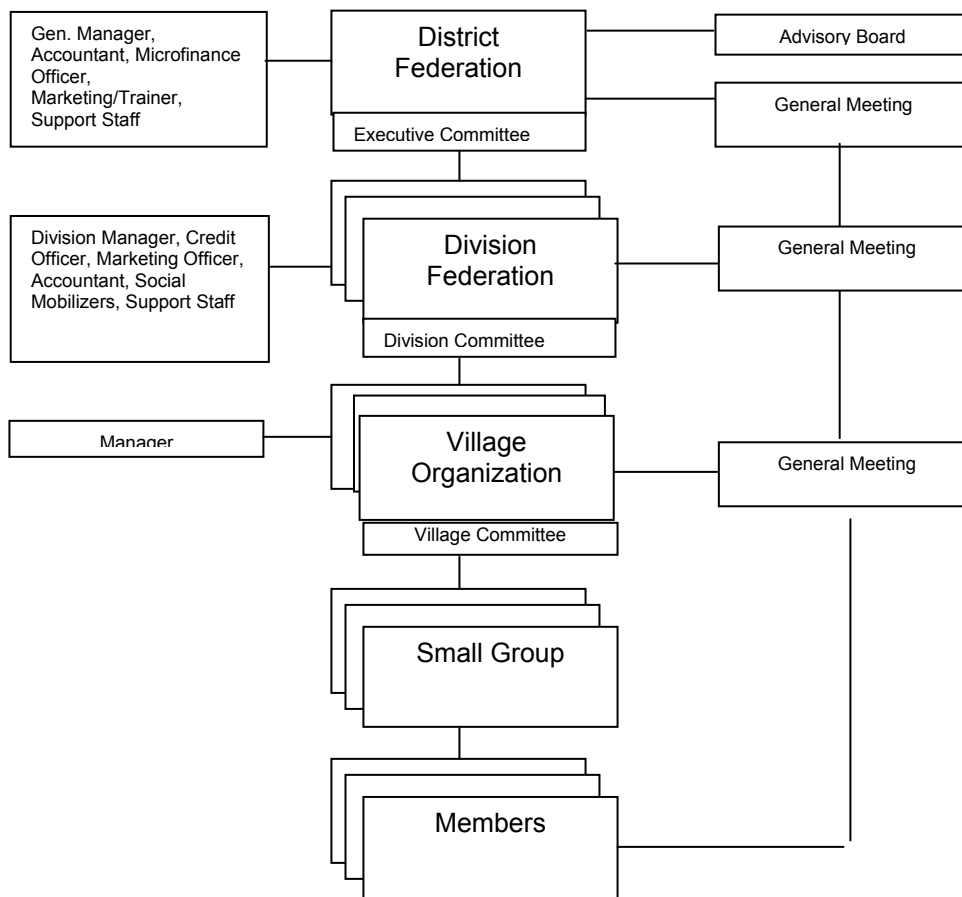 Gen. Manager,
Accountant, Microfinance
Officer,
Marketing/Trainer,
Support Staff
District
Federation
Executive Committee
Advisory Board
General Meeting
Division Manager, Credit
Officer, Marketing Officer,
Accountant, Social
Mobilizers, Support Staff
Division
Federation
Division Committee
General Meeting
Manager
Village
Organization
Village Committee
General Meeting
Small Group
Members